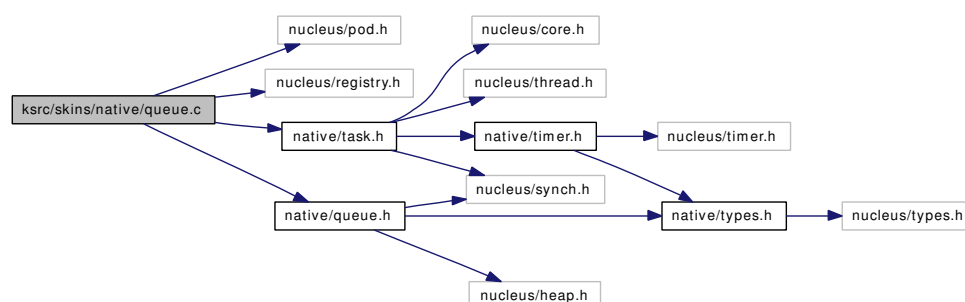 nucleus/pod.h
nucleus/core.h
nucleus/registry.h
nucleus/thread.h
ksrc/skins/native/queue.c
native/task.h
native/timer.h
nucleus/timer.h
nucleus/synch.h
native/queue.h
native/types.h
nucleus/types.h
nucleus/heap.h